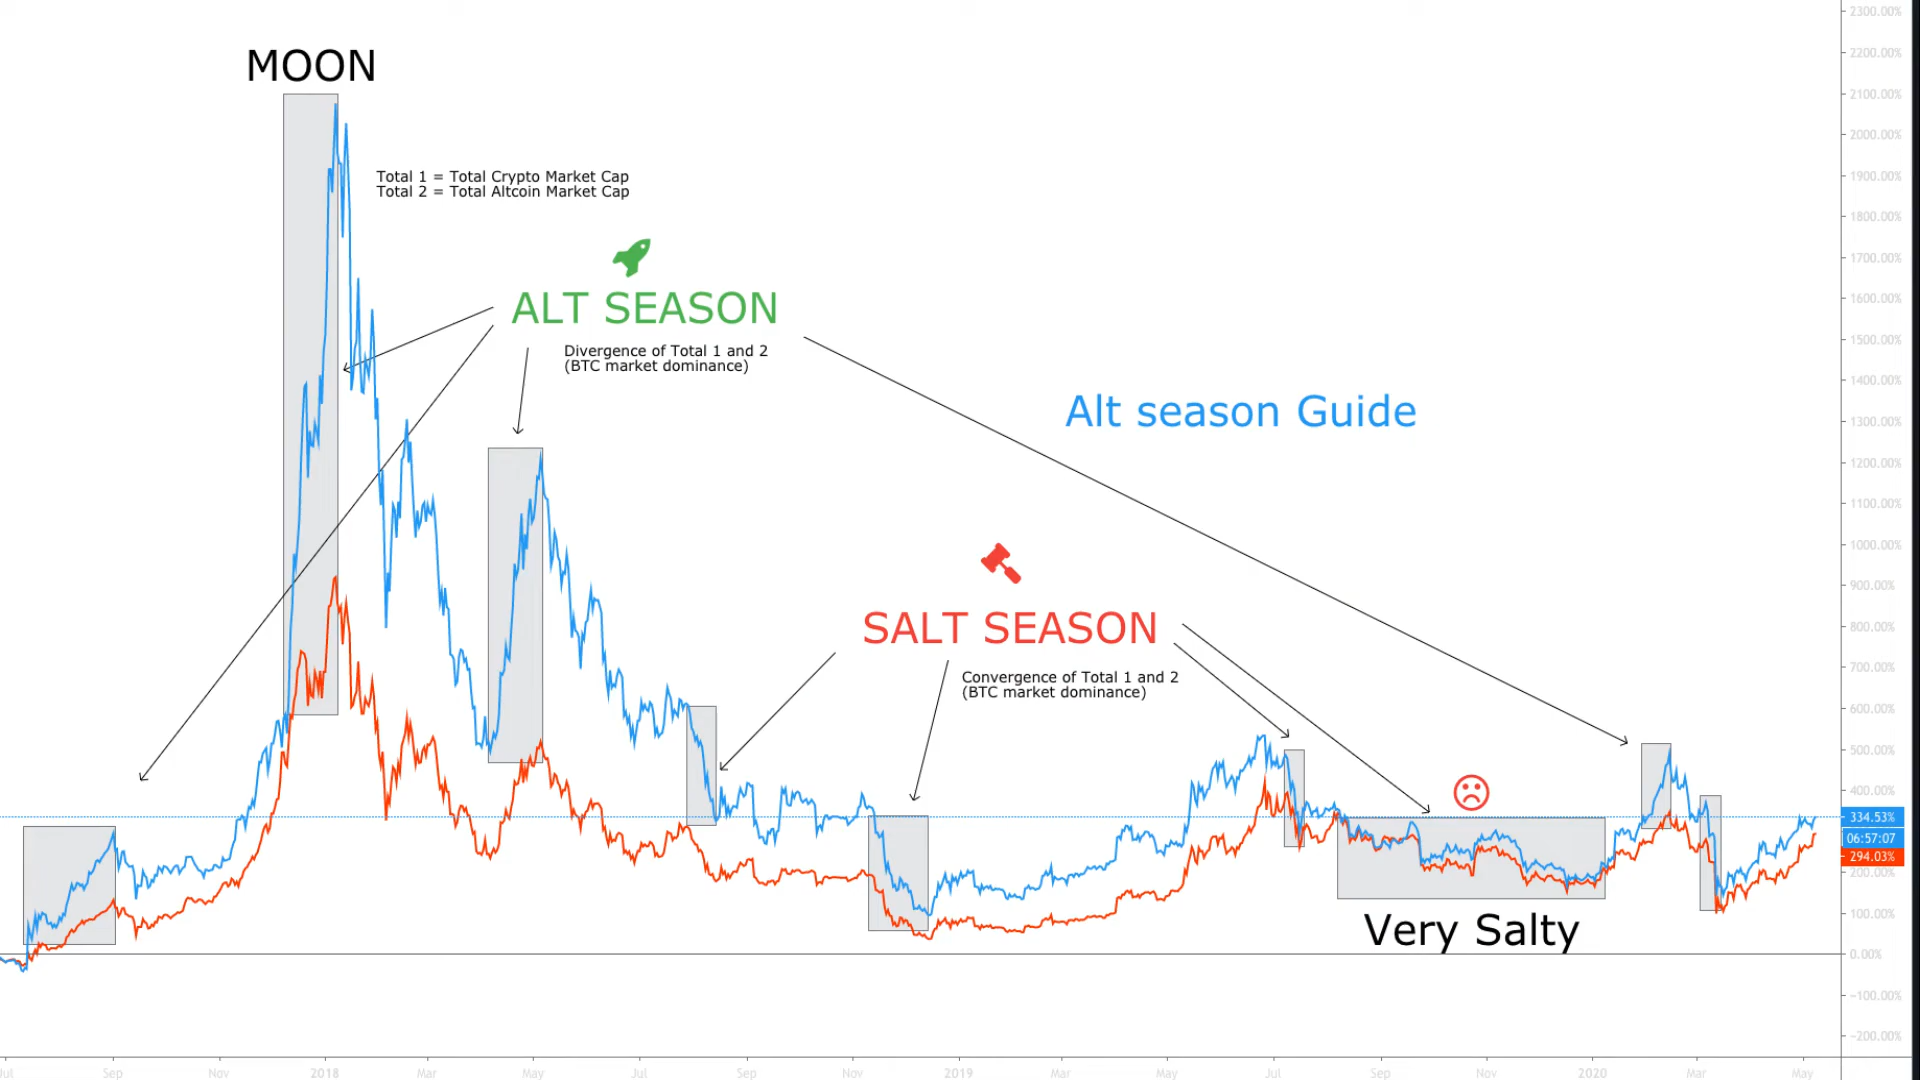 MOON
Total 1 = Total Crypto Market Cap
Total 2 = Total Altcoin Market Cap
ALT SEASON
Divergence of Total 1 and 2
(BTC market dominance)
Alt season Guide
SALT SEASON
Convergence of Total 1 and 2
(BTC market dominance)
Very Salty
2300.00%
2200.00%
2100.00%
2000.00%
1900.00%
1800.00%
1700.00%
1600.00%
1500.00%
1400.00%
1300.00%
1200.00%
1100.00%
1000.00%
900.00%
800.00%
700.00%
600.00%
500.00%
400.00%
334.53%
06:57:07
294.03%
200.00%
100.00%
0.00%
-100.00%
-200.00%
Jul Sep Nov 2018 Mar May Jul Sep Nov 2019 Mar May Jul Sep Nov 2020 Mar May